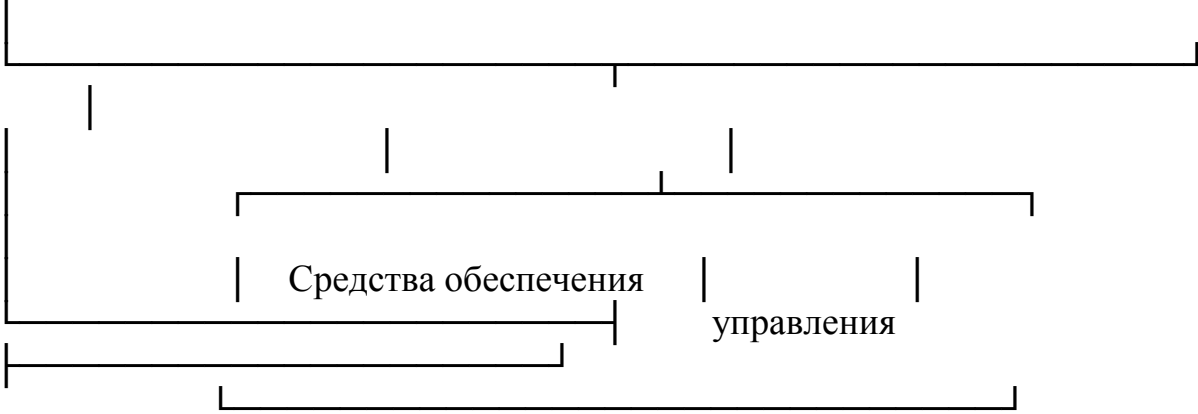 Средства обеспечения
управления